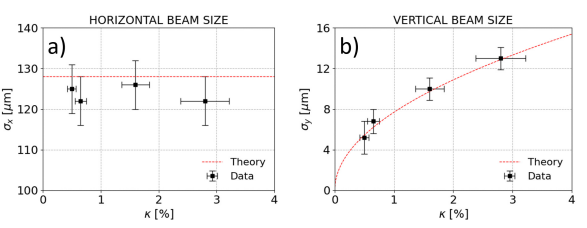 HORIZONTAL BEAM SIZE
a)
140
130
120
110
100
σx [μm]
0
1
2
3
4
κ [%]
Theory
Data
VERTICAL BEAM SIZE
b)
16
12
8
4
0
σy [μm]
0
1
2
3
4
κ [%]
Theory
Data